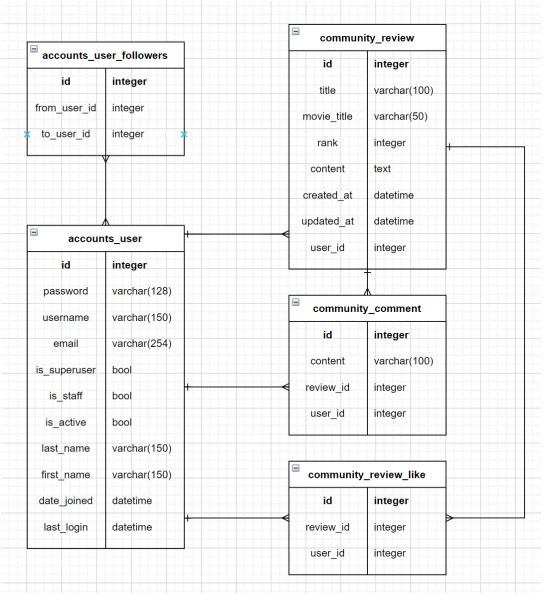 accounts_user_followers
id integer
from_user_id integer
to_user_id integer
accounts_user
id integer
password varchar(128)
username varchar(150)
email varchar(254)
is_superuser bool
is_staff bool
is_active bool
last_name varchar(150)
first_name varchar(150)
date_joined datetime
last_login datetime
community_review
id integer
title varchar(100)
movie_title varchar(50)
rank integer
content text
created_at datetime
updated_at datetime
user_id integer
community_comment
id integer
content varchar(100)
review_id integer
user_id integer
community_review_like
id integer
review_id integer
user_id integer